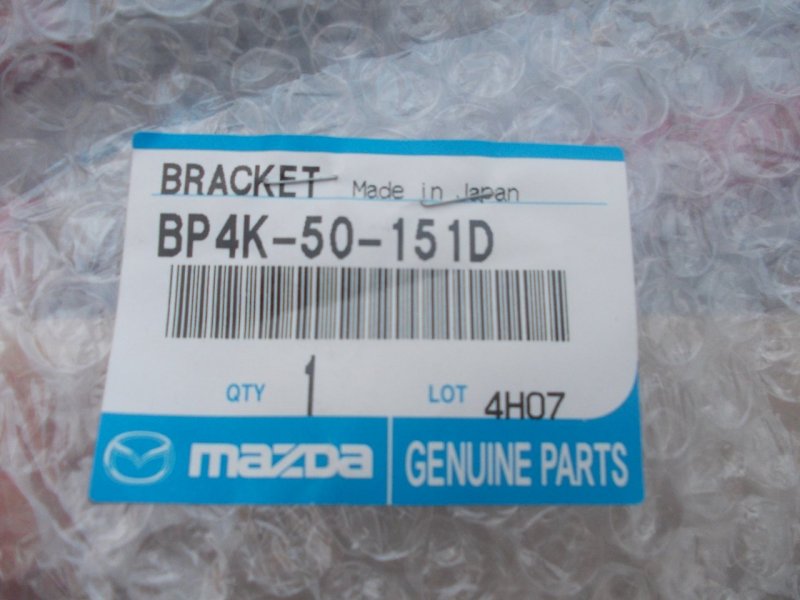 BRACKET Made in Japan
BP4K-50-151D
QTY 1 LOT 4H07
mazda GENUINE PARTS